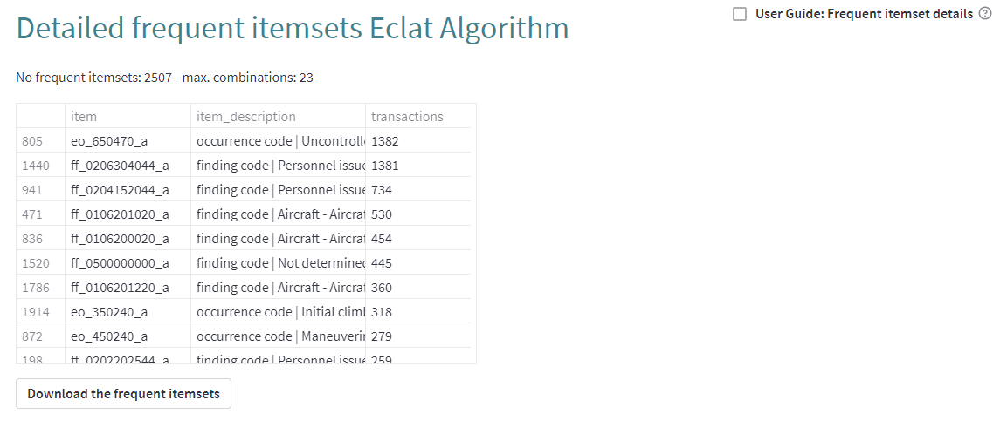 Detailed frequent itemsets Eclat Algorithm
User Guide: Frequent itemset details
No frequent itemsets: 2507 - max. combinations: 23
item item_description transactions
805 eo_650470_a occurrence code | Uncontroll 1382
1440 ff_0206304044_a finding code | Personnel issue 1381
941 ff_0204152044_a finding code | Personnel issue 734
471 ff_0106201020_a finding code | Aircraft - Aircraf 530
836 ff_0106200020_a finding code | Aircraft - Aircraf 454
1520 ff_0500000000_a finding code | Not determined 445
1786 ff_0106201220_a finding code | Aircraft - Aircraf 360
1914 eo_350240_a occurrence code | Initial climb 318
872 eo_450240_a occurrence code | Maneuverin 279
198 ff_0202202544_a finding code | Personnel issue 259
Download the frequent itemsets